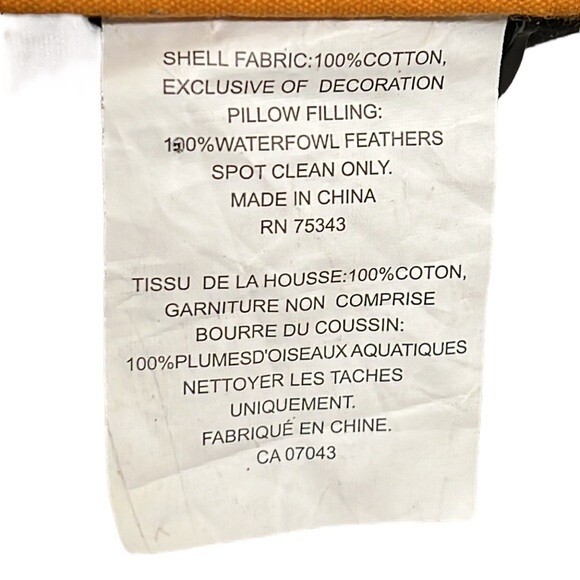 SHELL FABRIC:100%COTTON,
EXCLUSIVE OF DECORATION
PILLOW FILLING:
100%WATERFOWL FEATHERS
SPOT CLEAN ONLY.
MADE IN CHINA
RN 75343
TISSU DE LA HOUSSE:100%COTON,
GARNITURE NON COMPRISE
BOURRE DU COUSSIN:
100%PLUMESD'OISEAUX AQUATIQUES
NETTOYER LES TACHES
UNIQUEMENT.
FABRIQUÉ EN CHINE.
CA 07043